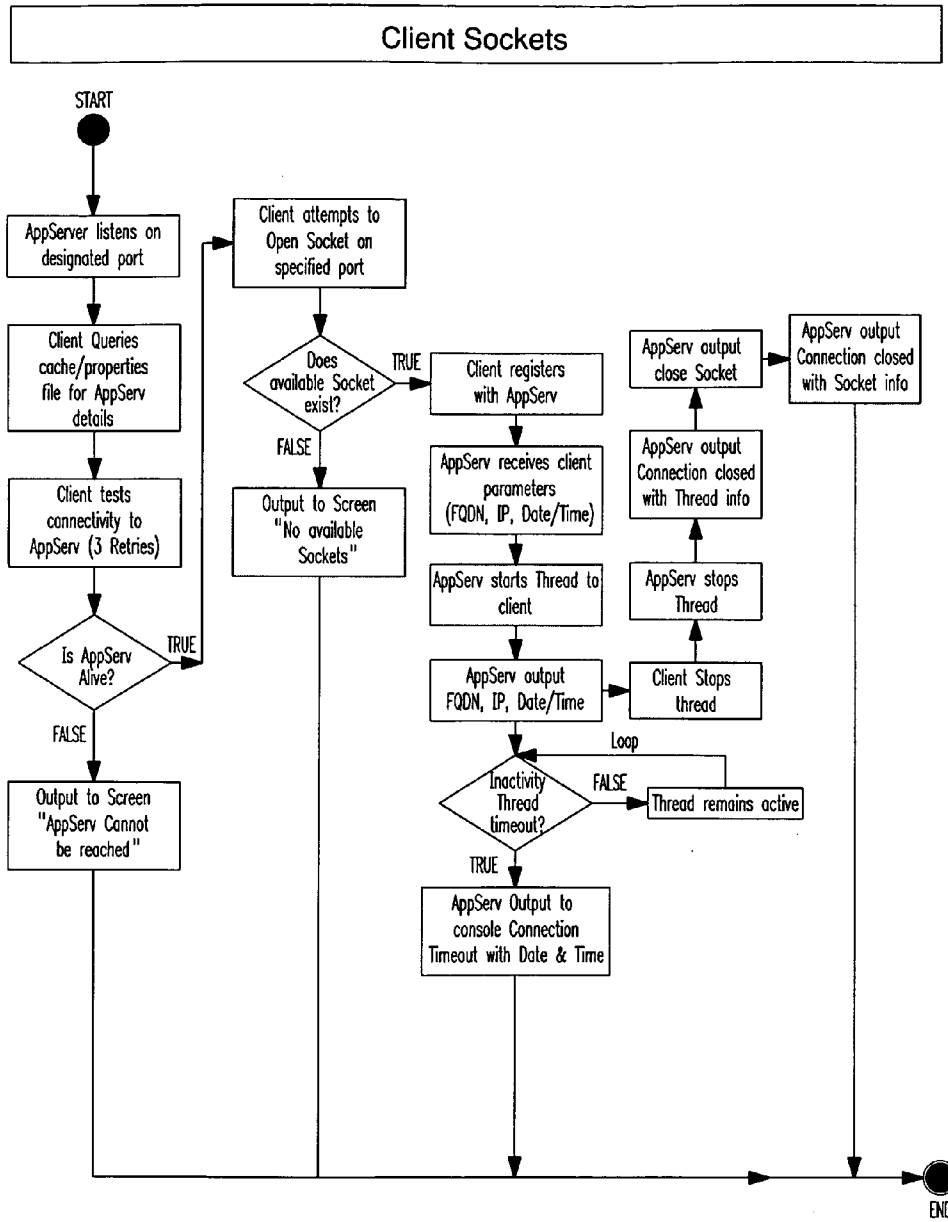 Client Sockets
START
AppServer listens on
designated port
Client Queries
cache/properties
file for AppServ
details
Client tests
connectivity to
AppServ (3 Retries)
Is AppServ
Alive?
TRUE
FALSE
Output to Screen
"AppServ Cannot
be reached"
Client attempts to
Open Socket on
specified port
Does
available Socket
exist?
TRUE
FALSE
Output to Screen
"No available
Sockets"
Client registers
with AppServ
AppServ receives client
parameters
(FQDN, IP, Date/Time)
AppServ starts Thread to
client
AppServ output
FQDN, IP, Date/Time
Inactivity
Thread
timeout?
FALSE
Loop
Thread remains active
TRUE
AppServ Output to
console Connection
Timeout with Date & Time
Client Stops
thread
AppServ stops
Thread
AppServ output
Connection closed
with Thread info
AppServ output
close Socket
AppServ output
Connection closed
with Socket info
END